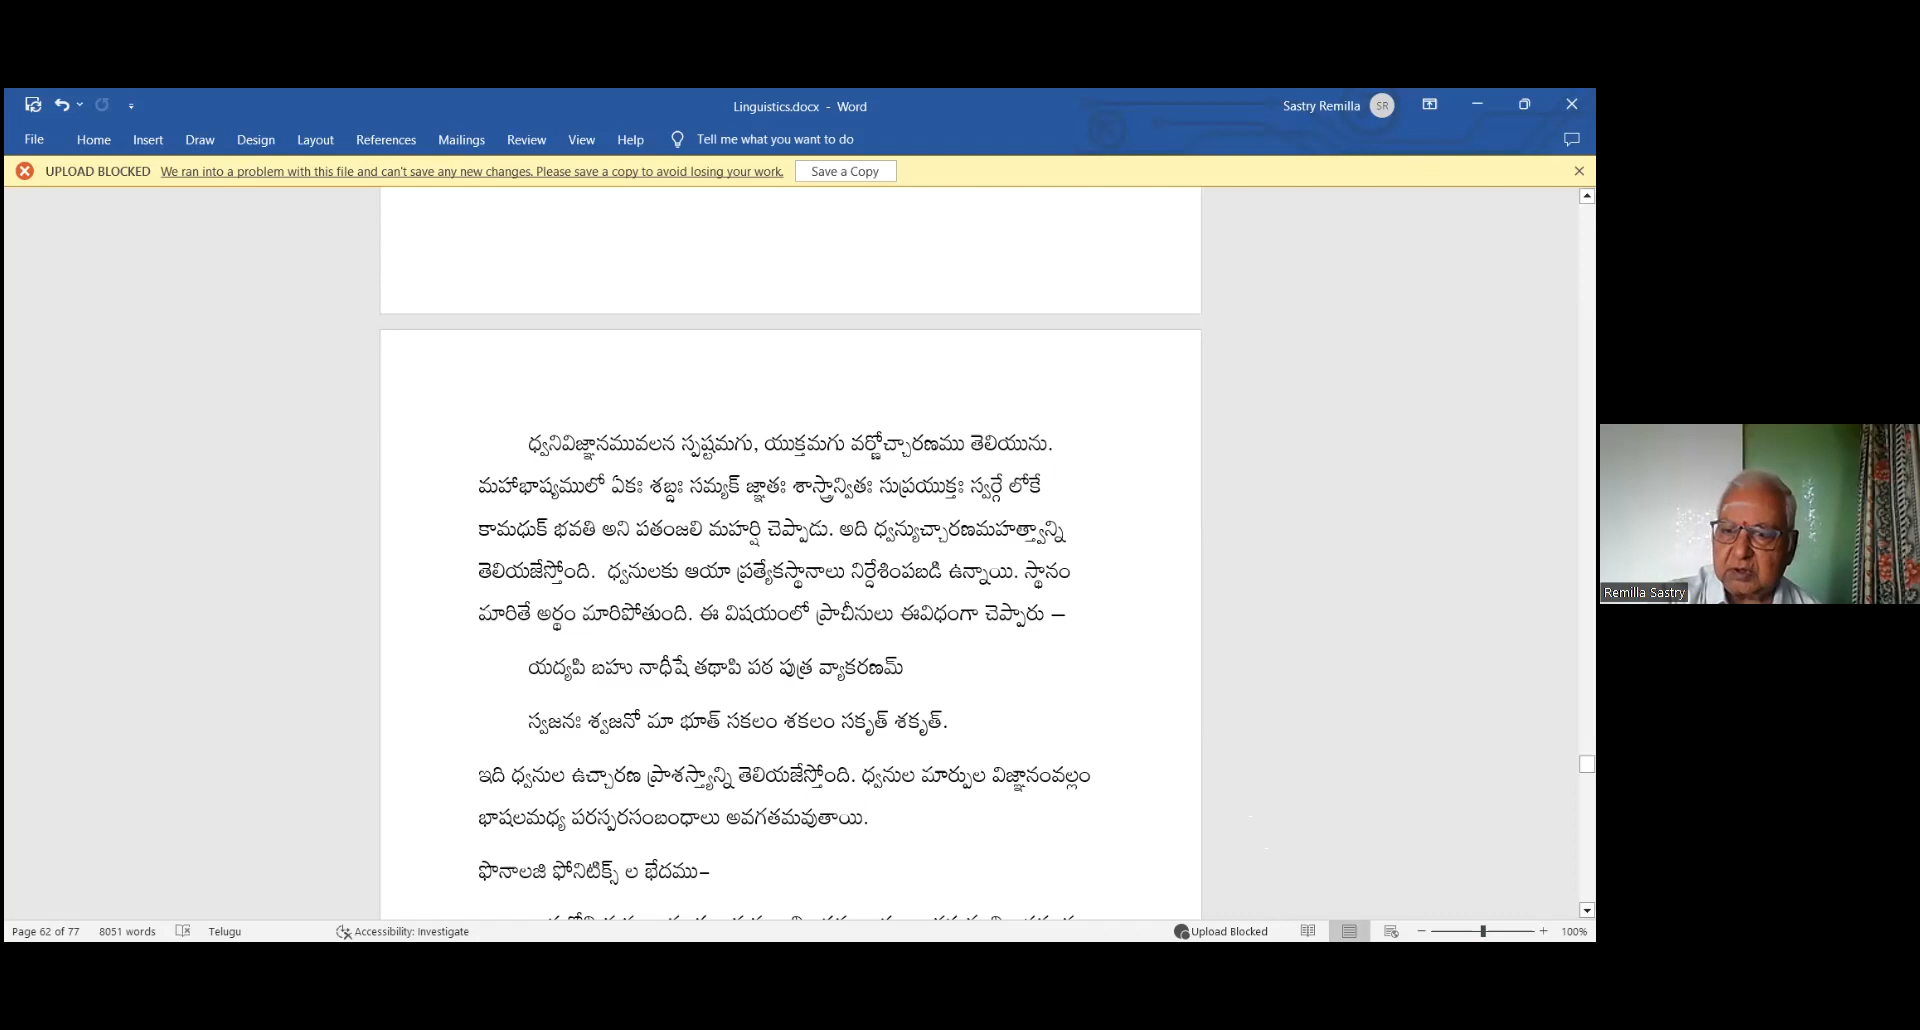 Linguistics.docx - Word
Sastry Remilla SR
File Home Insert Draw Design Layout References Mailings Review View Help Tell me what you want to do
UPLOAD BLOCKED We ran into a problem with this file and can't save any new changes. Please save a copy to avoid losing your work. Save a Copy
ధ్వనివిజ్ఞానమువలన స్పష్టమగు, యుక్తమగు వర్ణోచ్చారణము తెలియును.
మహాభాష్యములో ఏకః శబ్దః సమ్యక్ జ్ఞాతః శాస్త్రాన్వితః సుప్రయుక్తః స్వర్గే లోకే
కామధుక్ భవతి అని పతంజలి మహర్షి చెప్పాడు. అది ధ్వన్యుచ్చారణమహత్త్వాన్ని
తెలియజేస్తోంది. ధ్వనులకు ఆయా ప్రత్యేకస్థానాలు నిర్దేశింపబడి ఉన్నాయి. స్థానం
మారితే అర్థం మారిపోతుంది. ఈ విషయంలో ప్రాచీనులు ఈవిధంగా చెప్పారు –
యద్యపి బహు నాధీషే తథాపి పఠ పుత్ర వ్యాకరణమ్
స్వజనః శ్వజనో మా భూత్ సకలం శకలం సకృత్ శకృత్.
ఇది ధ్వనుల ఉచ్చారణ ప్రాశస్త్యాన్ని తెలియజేస్తోంది. ధ్వనుల మార్పుల విజ్ఞానంవల్లం
భాషలమధ్య పరస్పరసంబంధాలు అవగతమవుతాయి.
ఫొనాలజి ఫోనిటిక్స్ ల భేదము–
Remilla Sastry
Page 62 of 77 8051 words Telugu Accessibility: Investigate Upload Blocked 100%